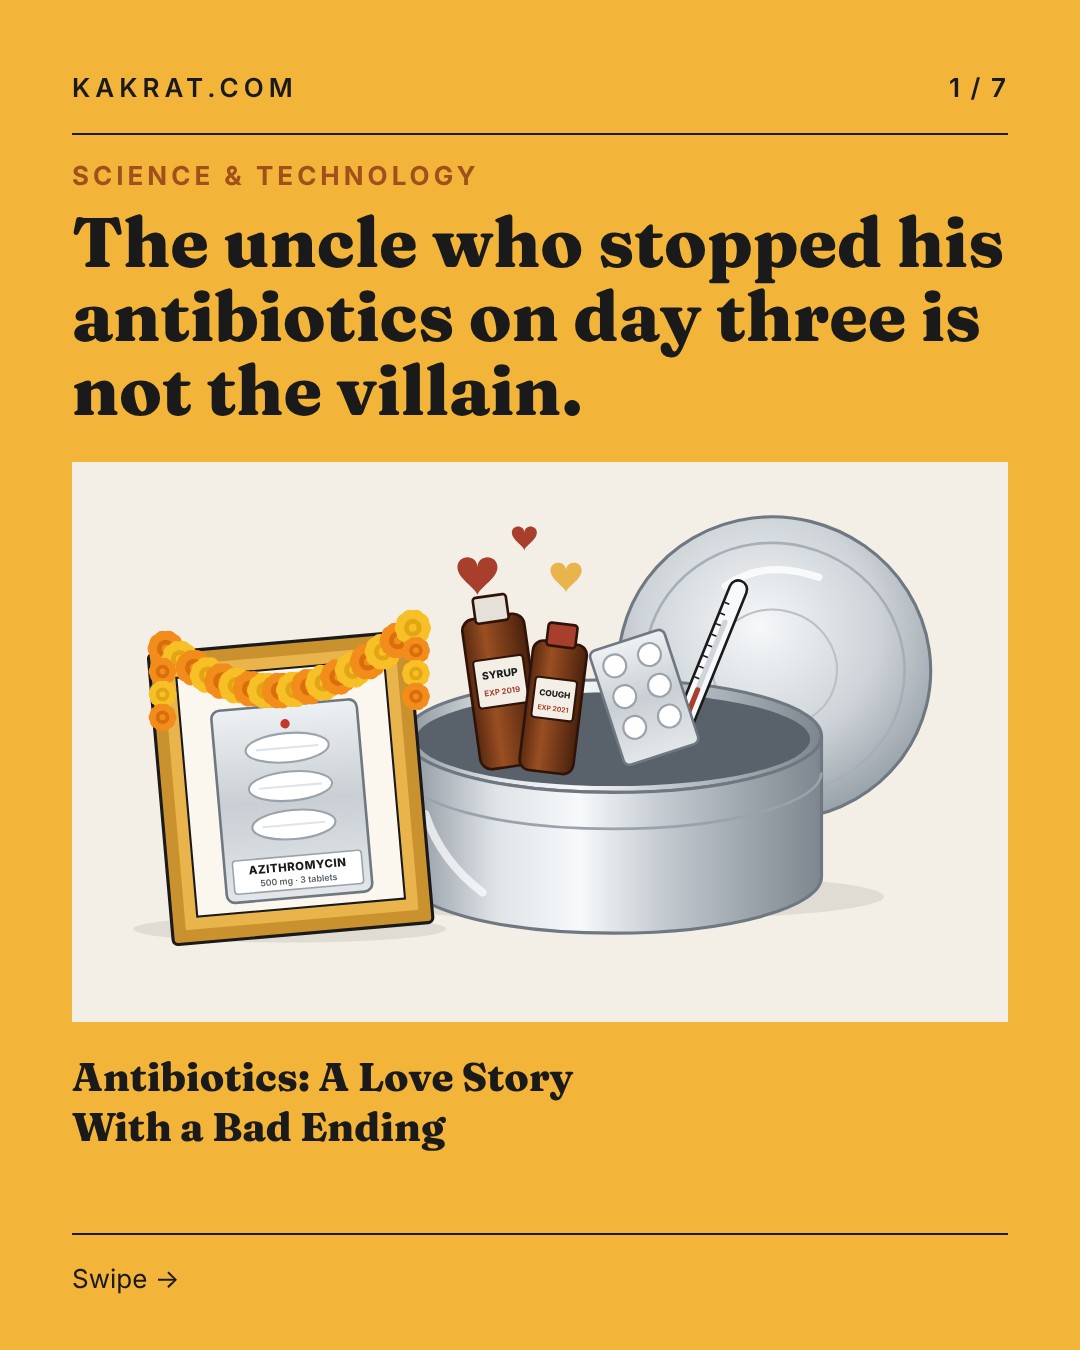 KAKRAT.COM
1 / 7
SCIENCE & TECHNOLOGY
The uncle who stopped his
antibiotics on day three is
not the villain.
SYRUP
EXP 2019
COUGH
EXP 2021
AZITHROMYCIN
500 mg · 3 tablets
Antibiotics: A Love Story
With a Bad Ending
Swipe →